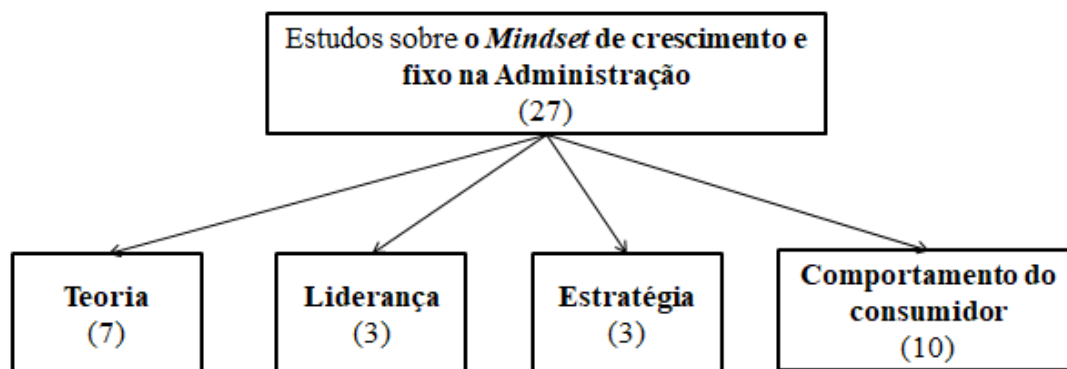 Estudos sobre o Mindset de crescimento e
fixo na Administração
(27)
Teoria
(7)
Liderança
(3)
Estratégia
(3)
Comportamento do
consumidor
(10)